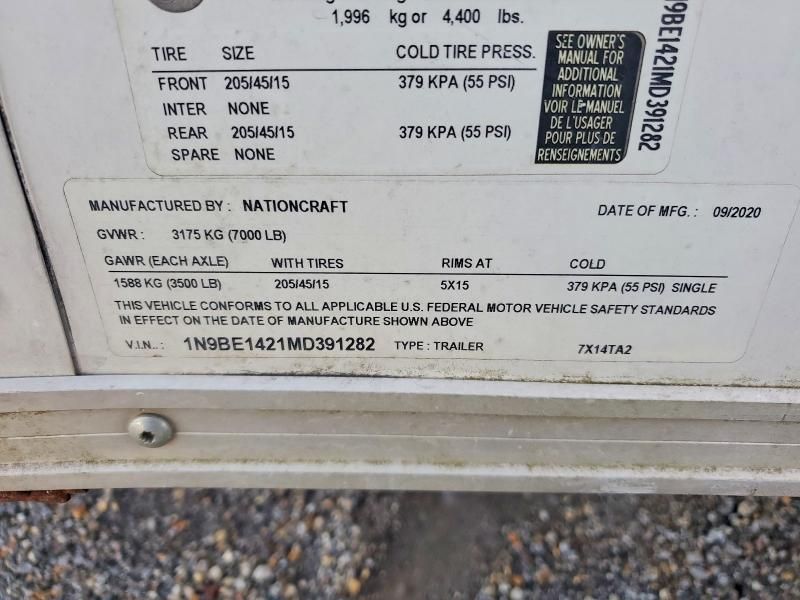 1,996 kg or 4,400 lbs.
TIRE SIZE COLD TIRE PRESS.
FRONT 205/45/15 379 KPA (55 PSI)
INTER NONE
REAR 205/45/15 379 KPA (55 PSI)
SPARE NONE
SEE OWNER'S
MANUAL FOR
ADDITIONAL
INFORMATION
VOIR LE MANUEL
DE L'USAGER
POUR PLUS DE
RENSEIGNEMENTS
N9BE1421MD391282
MANUFACTURED BY : NATIONCRAFT DATE OF MFG. : 09/2020
GVWR : 3175 KG (7000 LB)
GAWR (EACH AXLE) WITH TIRES RIMS AT COLD
1588 KG (3500 LB) 205/45/15 5X15 379 KPA (55 PSI) SINGLE
THIS VEHICLE CONFORMS TO ALL APPLICABLE U.S. FEDERAL MOTOR VEHICLE SAFETY STANDARDS
IN EFFECT ON THE DATE OF MANUFACTURE SHOWN ABOVE
V.I.N.. : 1N9BE1421MD391282 TYPE : TRAILER 7X14TA2